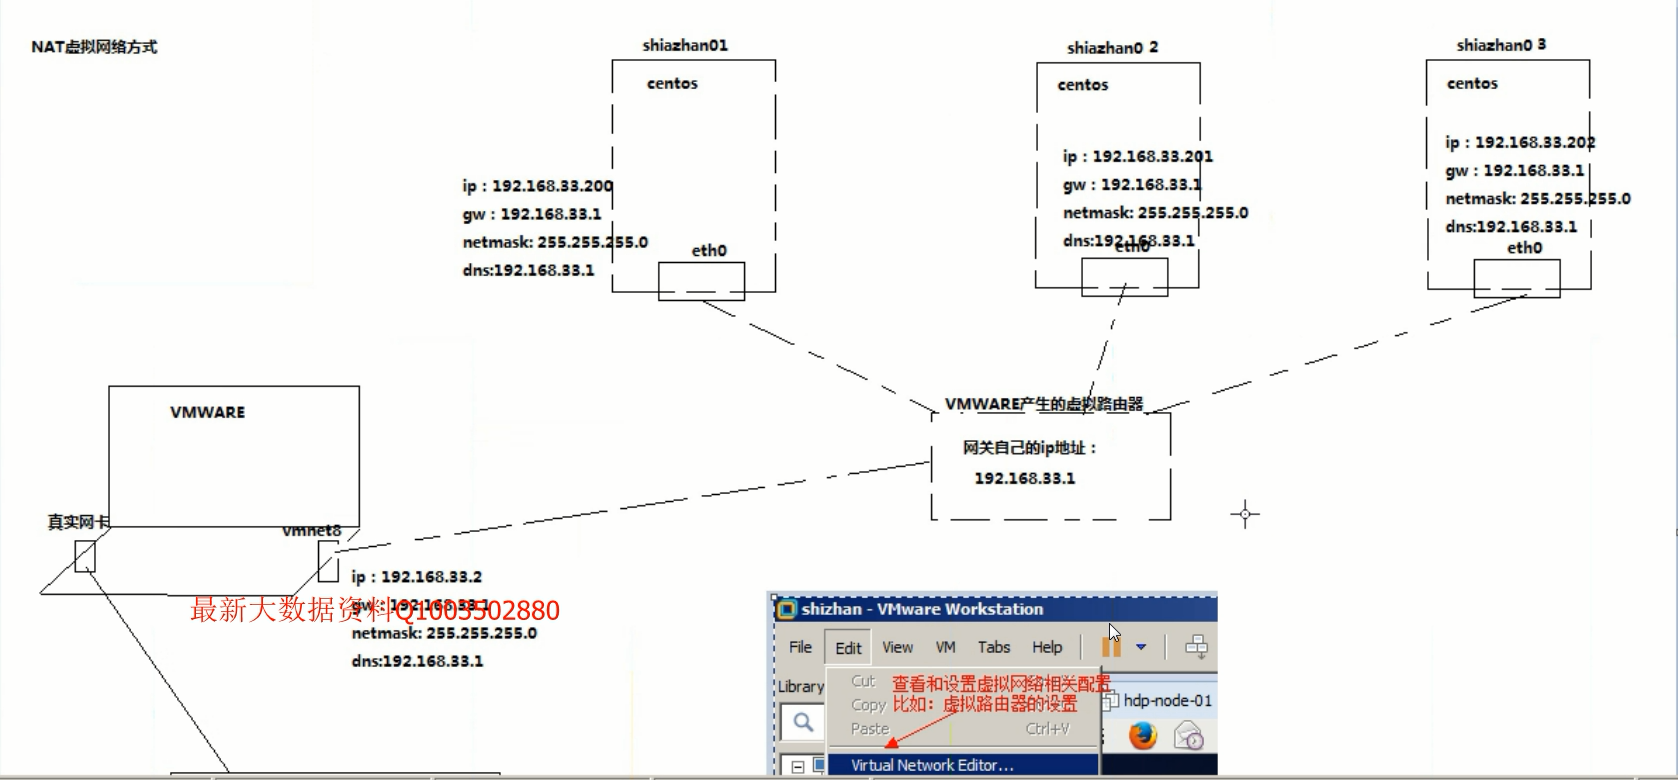 NAT虚拟网络方式
shiazhan01
centos
ip：192.168.33.200
gw：192.168.33.1
netmask: 255.255.255.0
dns:192.168.33.1
eth0
shiazhan0 2
centos
ip：192.168.33.201
gw：192.168.33.1
netmask: 255.255.255.0
dns:192.168.33.1
eth0
shiazhan0 3
centos
ip：192.168.33.202
gw：192.168.33.1
netmask: 255.255.255.0
dns:192.168.33.1
eth0
VMWARE产生的虚拟路由器
网关自己的ip地址：
192.168.33.1
VMWARE
真实网卡
vmnet8
ip：192.168.33.2
gw：192.168.33.1
最新大数据资料Q1003502880
netmask: 255.255.255.0
dns:192.168.33.1
shizhan - VMware Workstation
File Edit View VM Tabs Help
Library
Cut
查看和设置虚拟网络相关配置
Copy
比如：虚拟路由器的设置
Paste Ctrl+V
hdp-node-01
Virtual Network Editor...